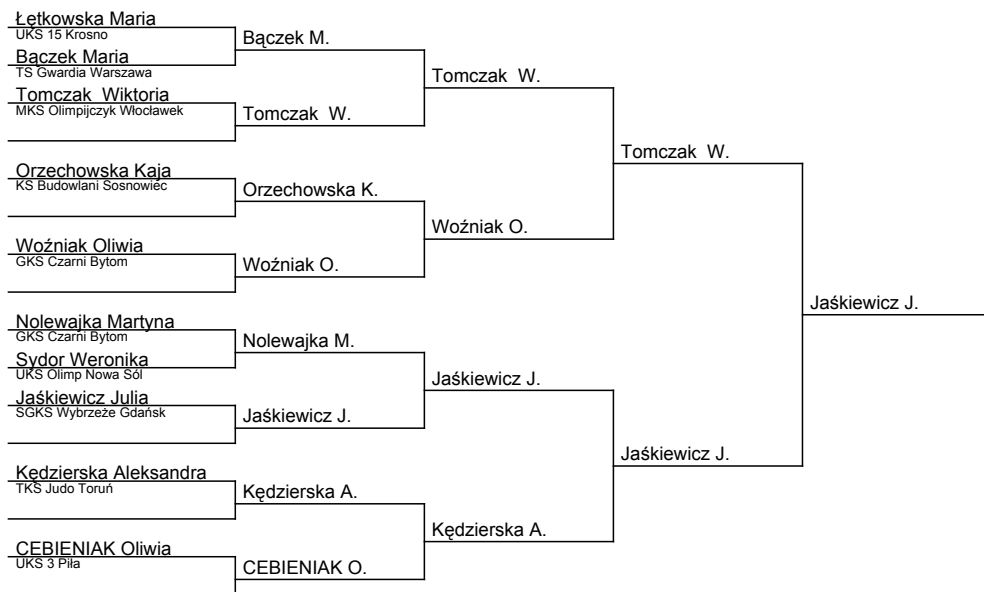 Łętkowska Maria
UKS 15 Krosno
Bączek Maria
TS Gwardia Warszawa
Tomczak Wiktoria
MKS Olimpijczyk Włocławek
Orzechowska Kaja
KS Budowlani Sosnowiec
Woźniak Oliwia
GKS Czarni Bytom
Nolewajka Martyna
GKS Czarni Bytom
Sydor Weronika
UKS Olimp Nowa Sól
Jaśkiewicz Julia
SGKS Wybrzeże Gdańsk
Kędzierska Aleksandra
TKS Judo Toruń
CEBIENIAK Oliwia
UKS 3 Piła
Bączek M.
Tomczak W.
Orzechowska K.
Woźniak O.
Nolewajka M.
Jaśkiewicz J.
Kędzierska A.
CEBIENIAK O.
Tomczak W.
Woźniak O.
Jaśkiewicz J.
Kędzierska A.
Tomczak W.
Jaśkiewicz J.
Jaśkiewicz J.